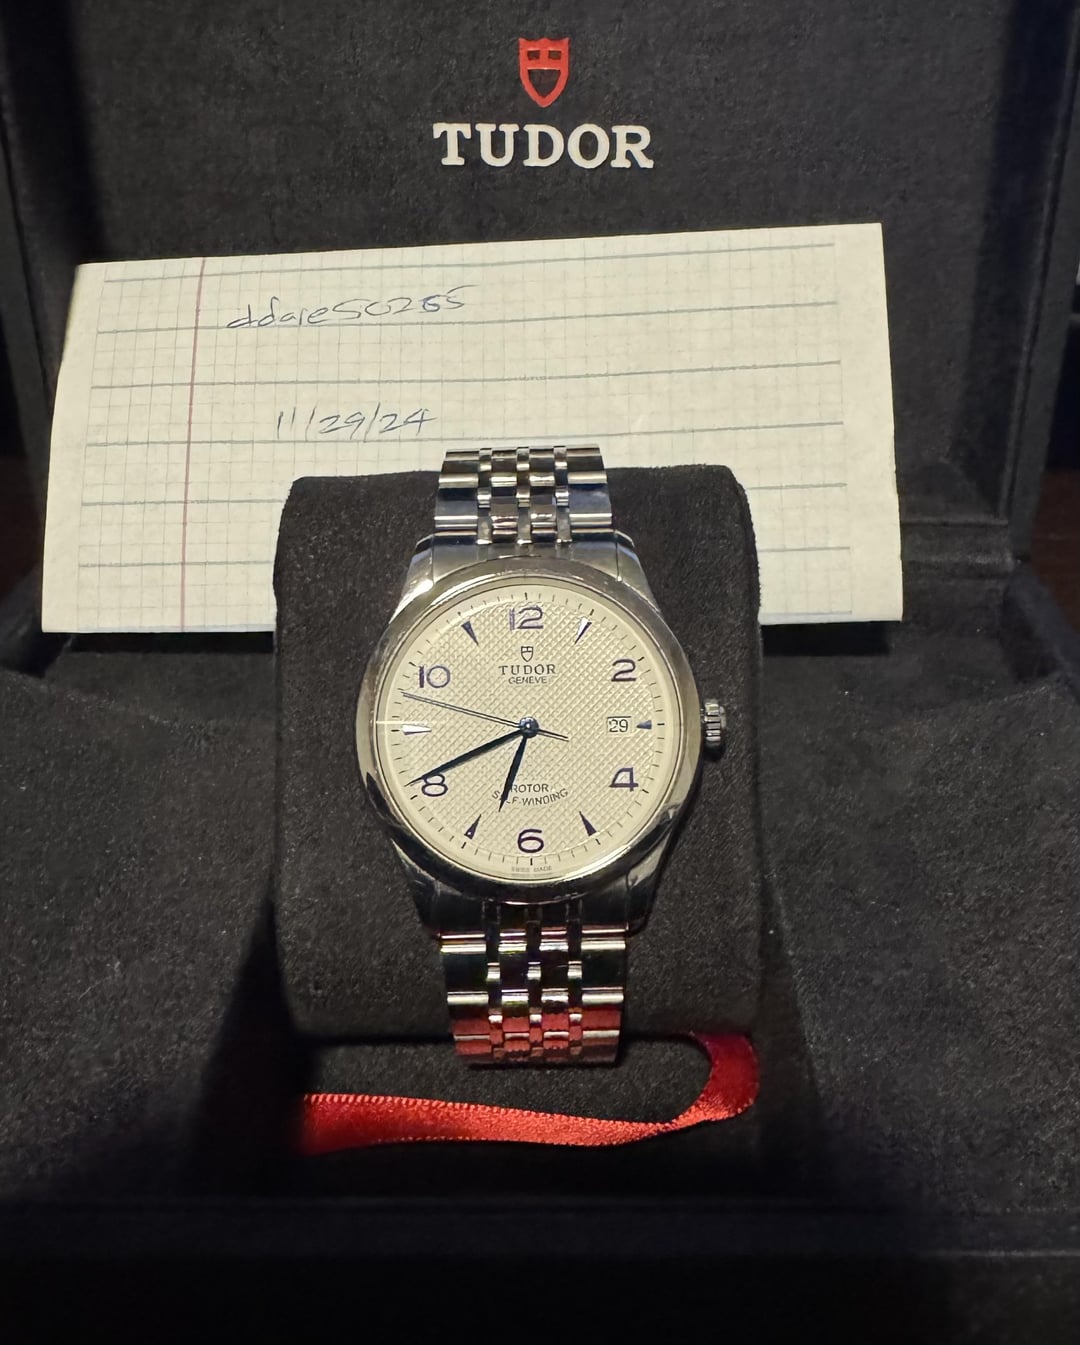 TUDOR
ddare50265
11/29/24
12
10
2
TUDOR
GENEVE
29
8
4
ROTOR
SELF-WINDING
6
SWISS MADE